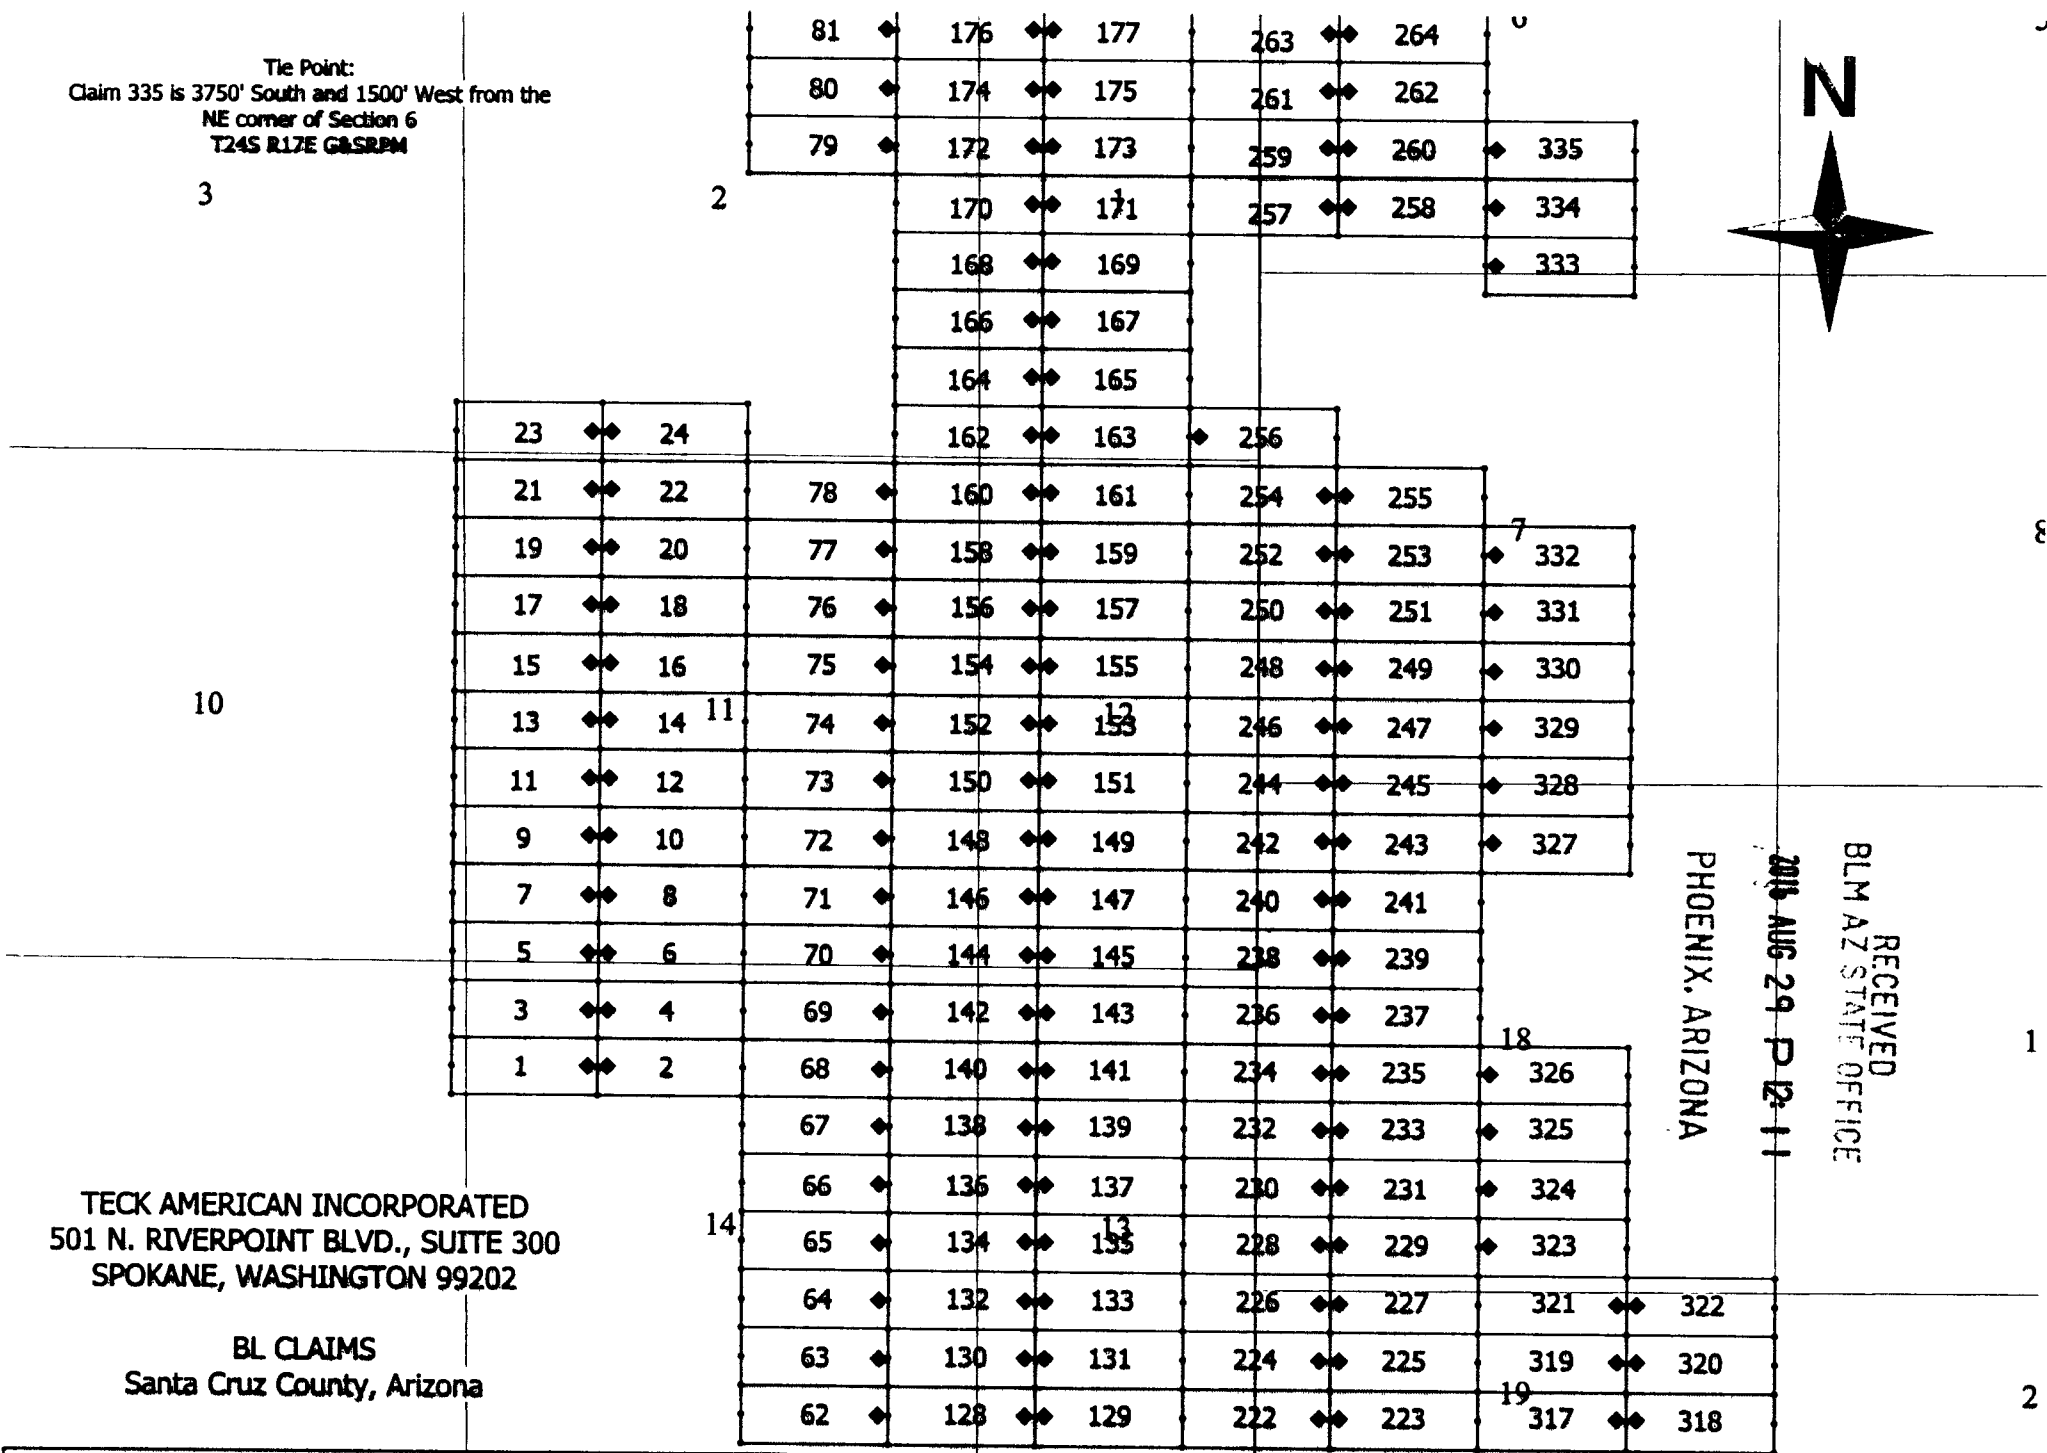 81 176 177 263 264
Tie Point:
Claim 335 is 3750' South and 1500' West from the
NE corner of Section 6
T24S R17E G&SRPM
N
80 174 175 261 262
79 172 173 259 260 335
3 2 170 171 1 257 258 334
168 169 333
166 167
164 165
23 24 162 163 256
21 22 78 160 161 254 255
7 8
19 20 77 158 159 252 253 332
17 18 76 156 157 250 251 331
15 16 75 154 155 248 249 330
10 11 12
13 14 74 152 153 246 247 329
11 12 73 150 151 244 245 328
9 10 72 148 149 242 243 327
7 8 71 146 147 240 241
5 6 70 144 145 238 239
3 4 69 142 143 236 237
18 1
1 2 68 140 141 234 235 326
67 138 139 232 233 325
66 136 137 230 231 324
14 13
65 134 135 228 229 323
64 132 133 226 227 321 322
63 130 131 224 225 319 320
19 2
62 128 129 222 223 317 318
RECEIVED
BLM AZ STATE OFFICE
AUG 29 P 12:11
PHOENIX, ARIZONA
TECK AMERICAN INCORPORATED
501 N. RIVERPOINT BLVD., SUITE 300
SPOKANE, WASHINGTON 99202
BL CLAIMS
Santa Cruz County, Arizona